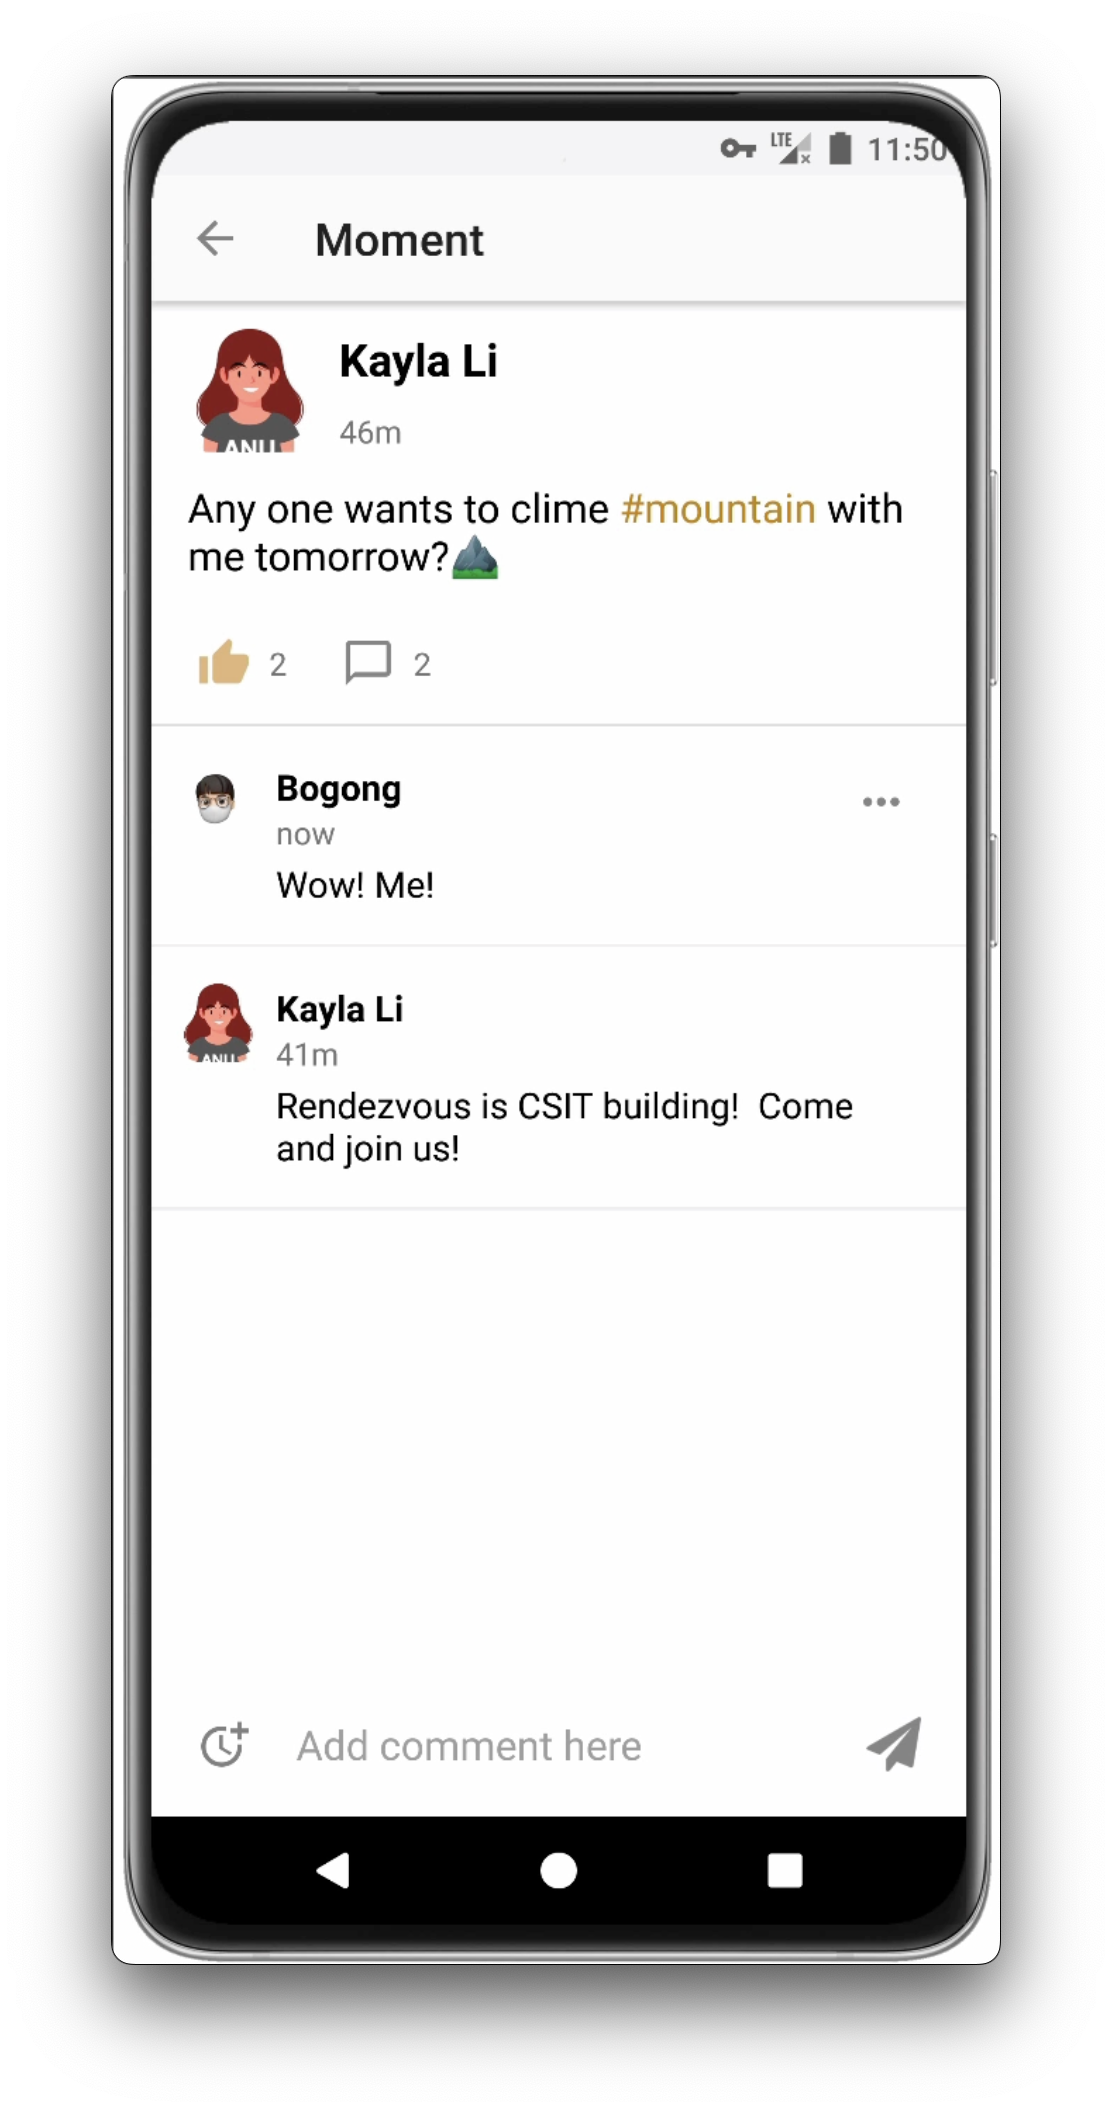 LTE 11:50
Moment
Kayla Li
46m
ANU
Any one wants to clime #mountain with
me tomorrow?
2 2
Bogong
now
Wow! Me!
Kayla Li
ANU
41m
Rendezvous is CSIT building!  Come
and join us!
Add comment here